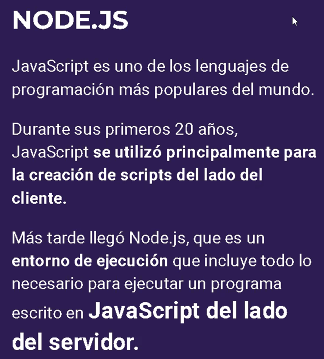 NODE.JS
JavaScript es uno de los lenguajes de
programación más populares del mundo.
Durante sus primeros 20 años,
JavaScript se utilizó principalmente para
la creación de scripts del lado del
cliente.
Más tarde llegó Node.js, que es un
entorno de ejecución que incluye todo lo
necesario para ejecutar un programa
escrito en JavaScript del lado
del servidor.